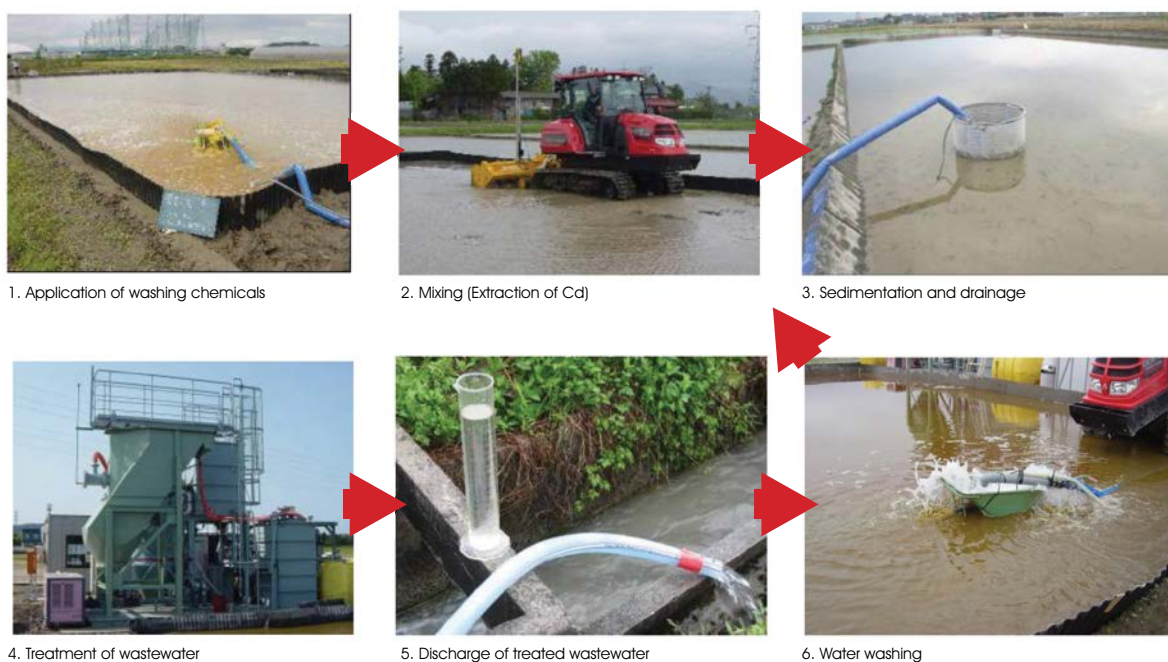 1. Application of washing chemicals
2. Mixing (Extraction of Cd)
3. Sedimentation and drainage
4. Treatment of wastewater
5. Discharge of treated wastewater
6. Water washing